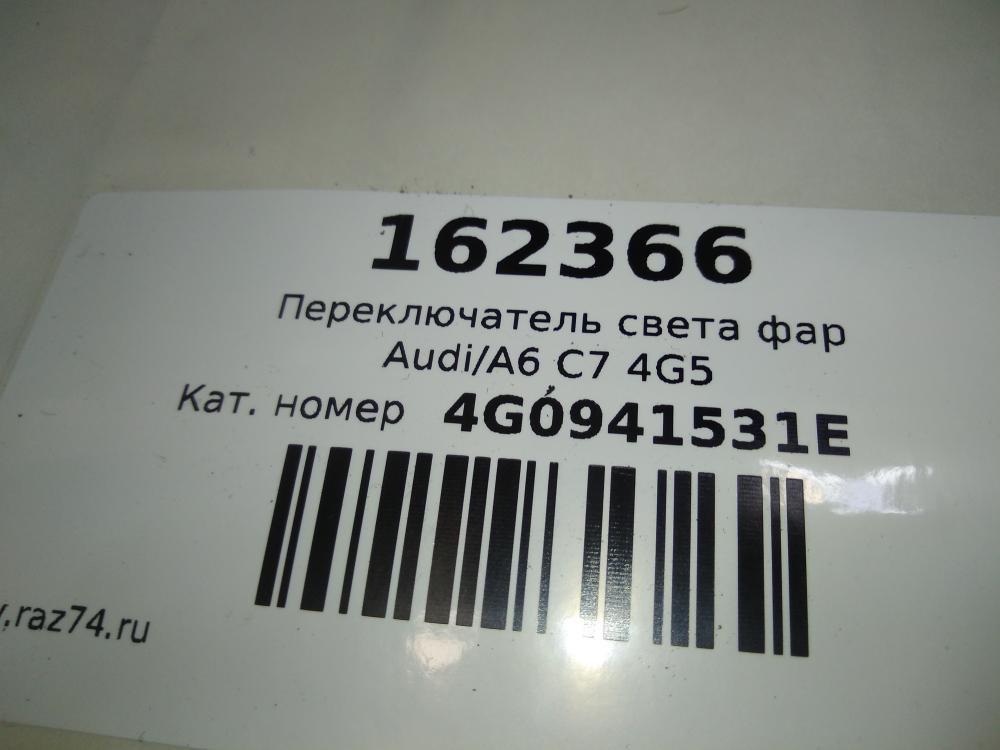 162366
Переключатель света фар
Audi/A6 C7 4G5
Кат. номер 4G0941531E
.raz74.ru